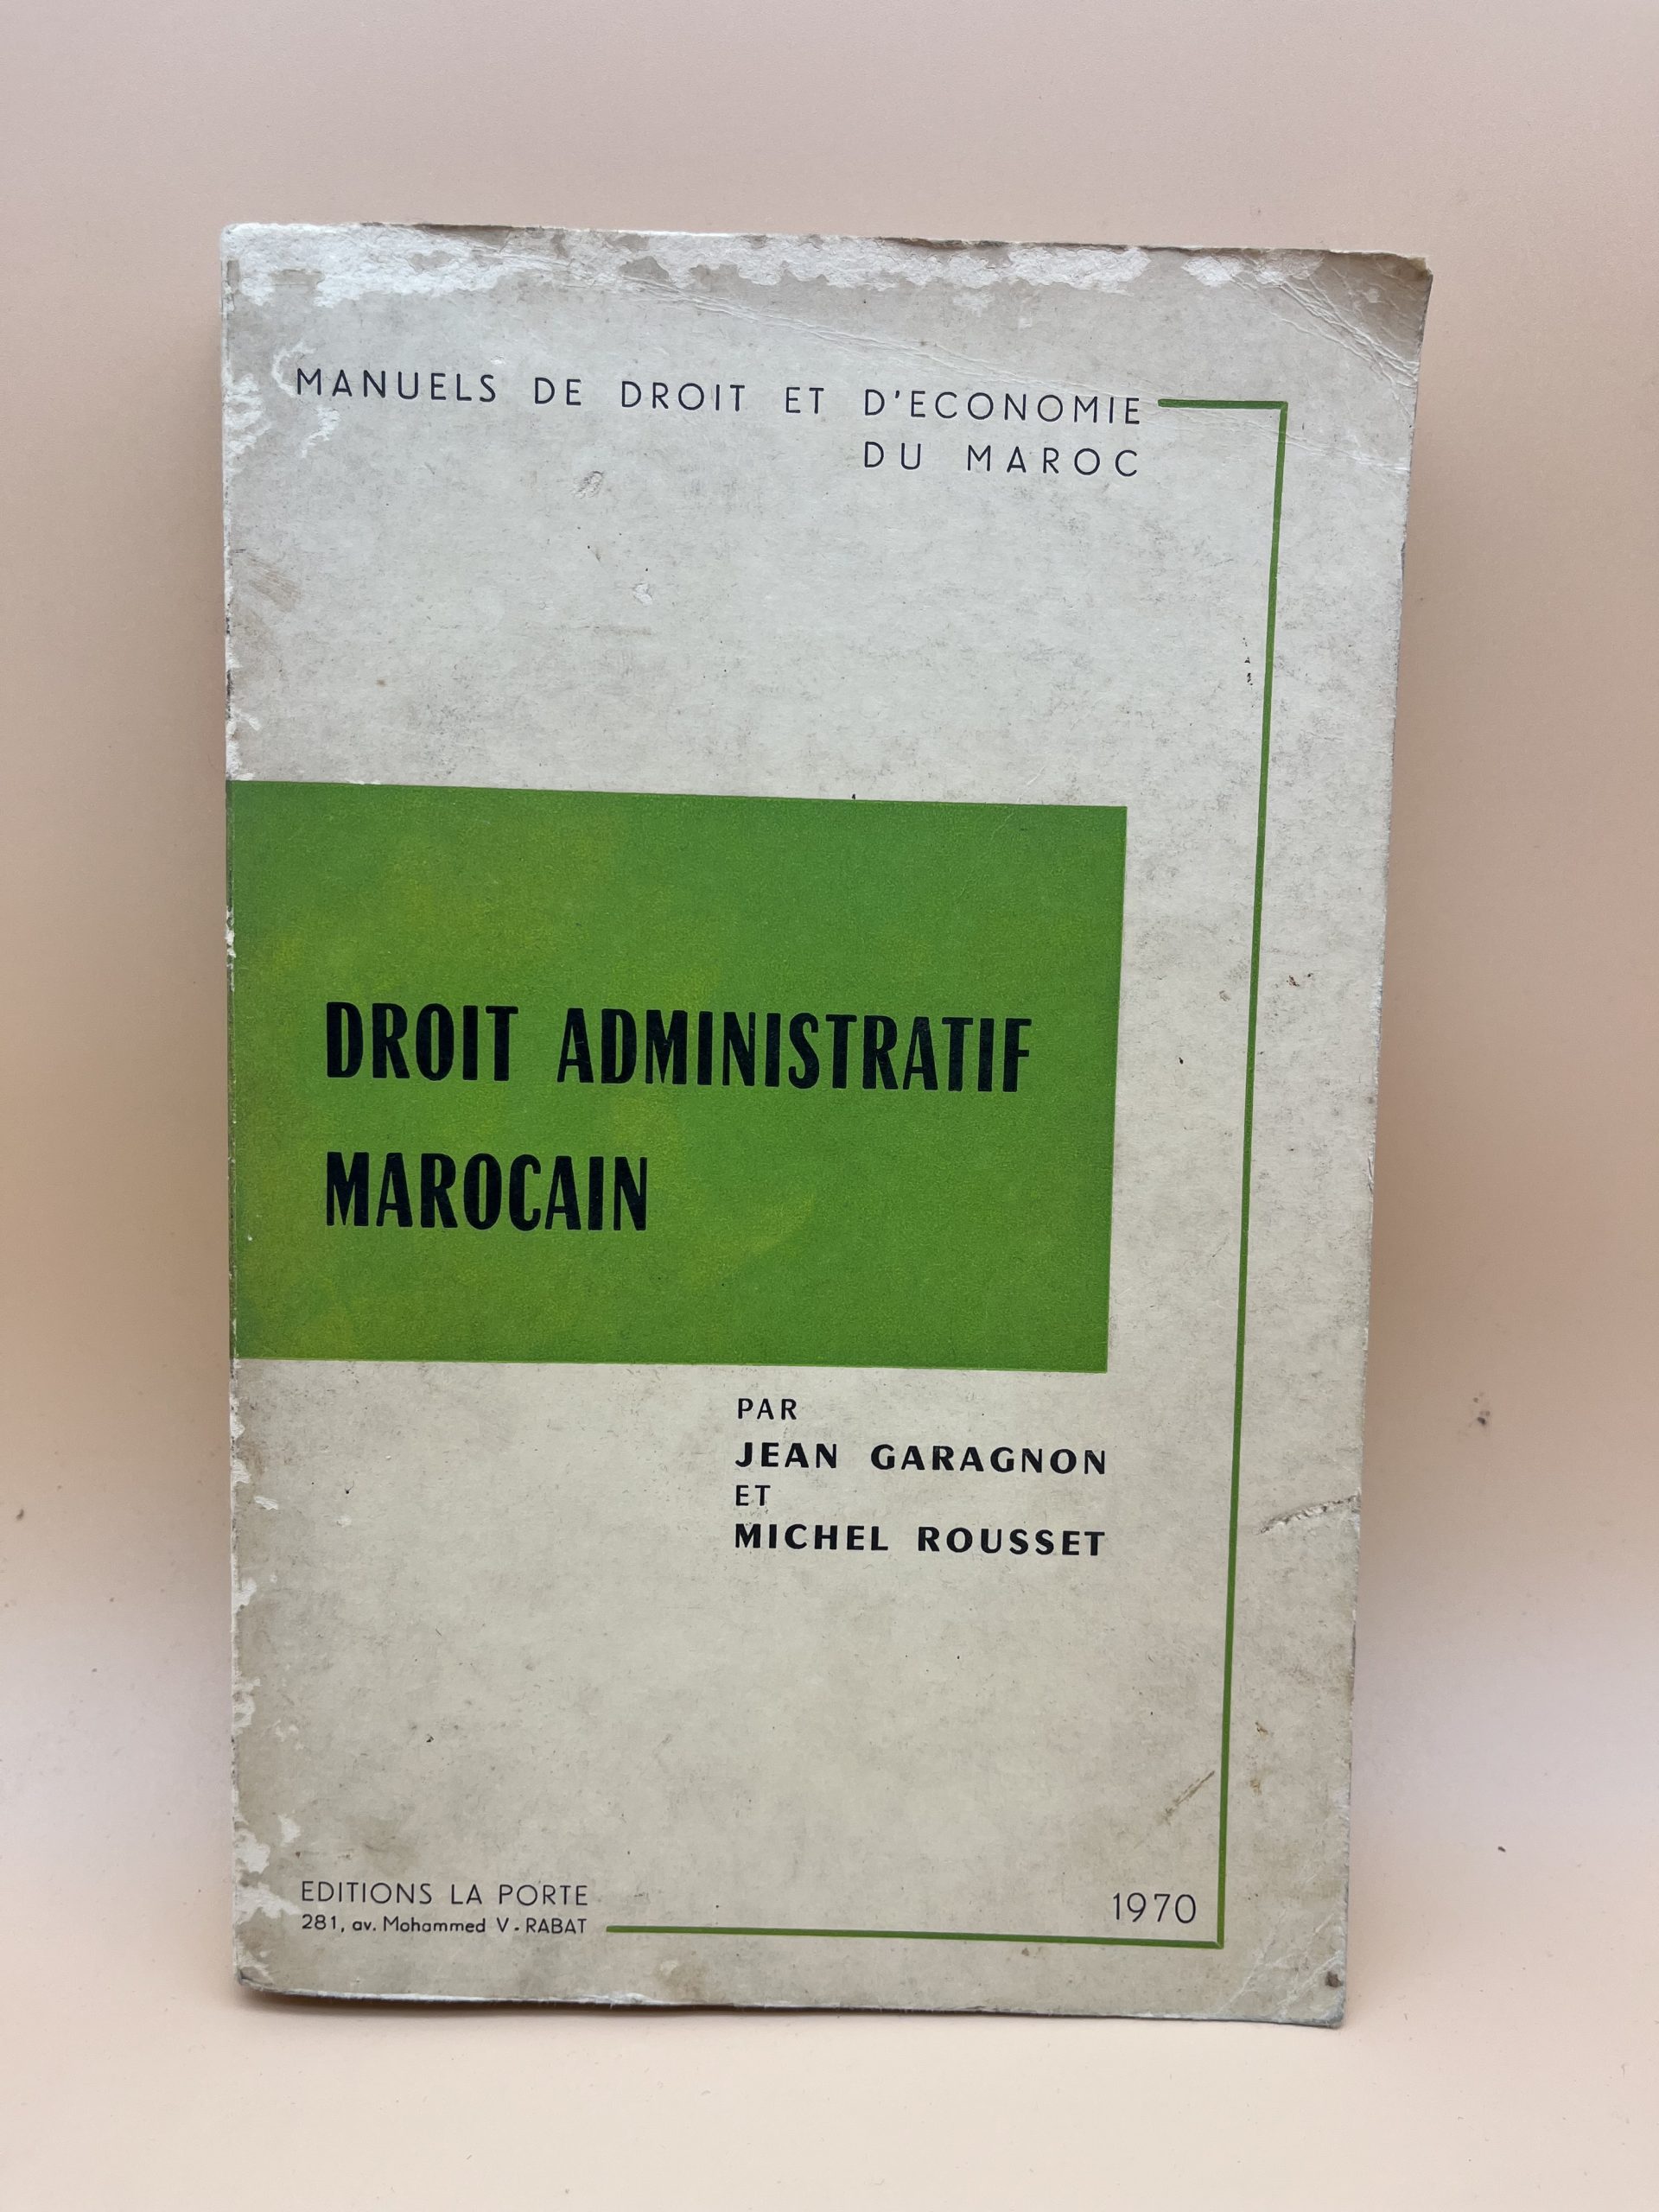 MANUELS DE DROIT ET D'ECONOMIE
DU MAROC
DROIT ADMINISTRATIF
MAROCAIN
PAR
JEAN GARAGNON
ET
MICHEL ROUSSET
EDITIONS LA PORTE
281, av. Mohammed V - RABAT
1970